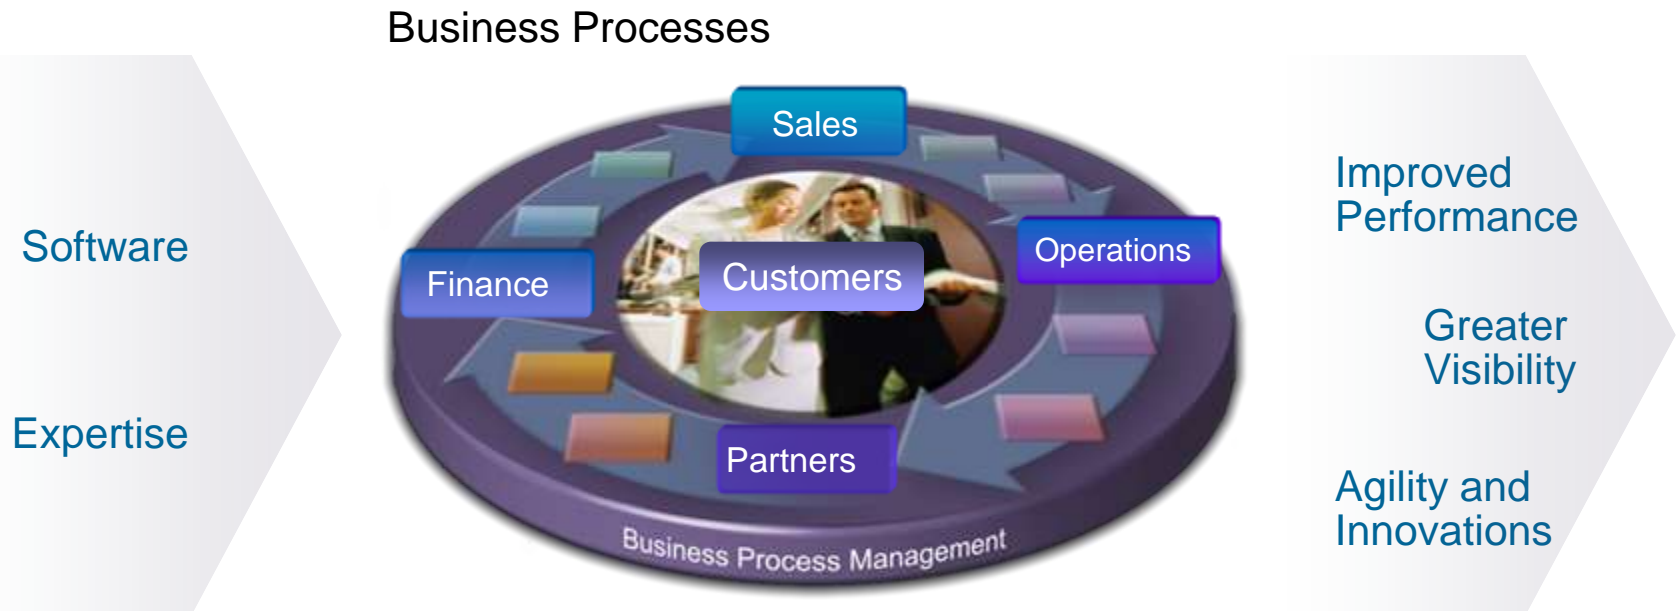 Business Processes
Software
Expertise
Sales
Operations
Finance
Customers
Partners
Business Process Management
Improved
Performance
Greater
Visibility
Agility and
Innovations